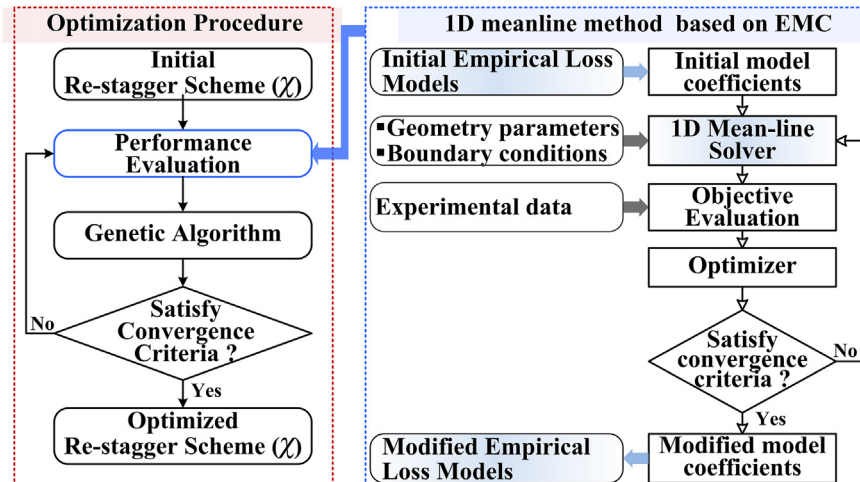 Optimization Procedure
Initial
Re-stagger Scheme (χ)
Performance
Evaluation
Genetic Algorithm
Satisfy
Convergence
Criteria ?
No
Yes
Optimized
Re-stagger Scheme (χ)
1D meanline method based on EMC
Initial Empirical Loss
Models
Initial model
coefficients
▪Geometry parameters
▪Boundary conditions
1D Mean-line
Solver
Experimental data
Objective
Evaluation
Optimizer
Satisfy
convergence
criteria ?
No
Yes
Modified Empirical
Loss Models
Modified model
coefficients